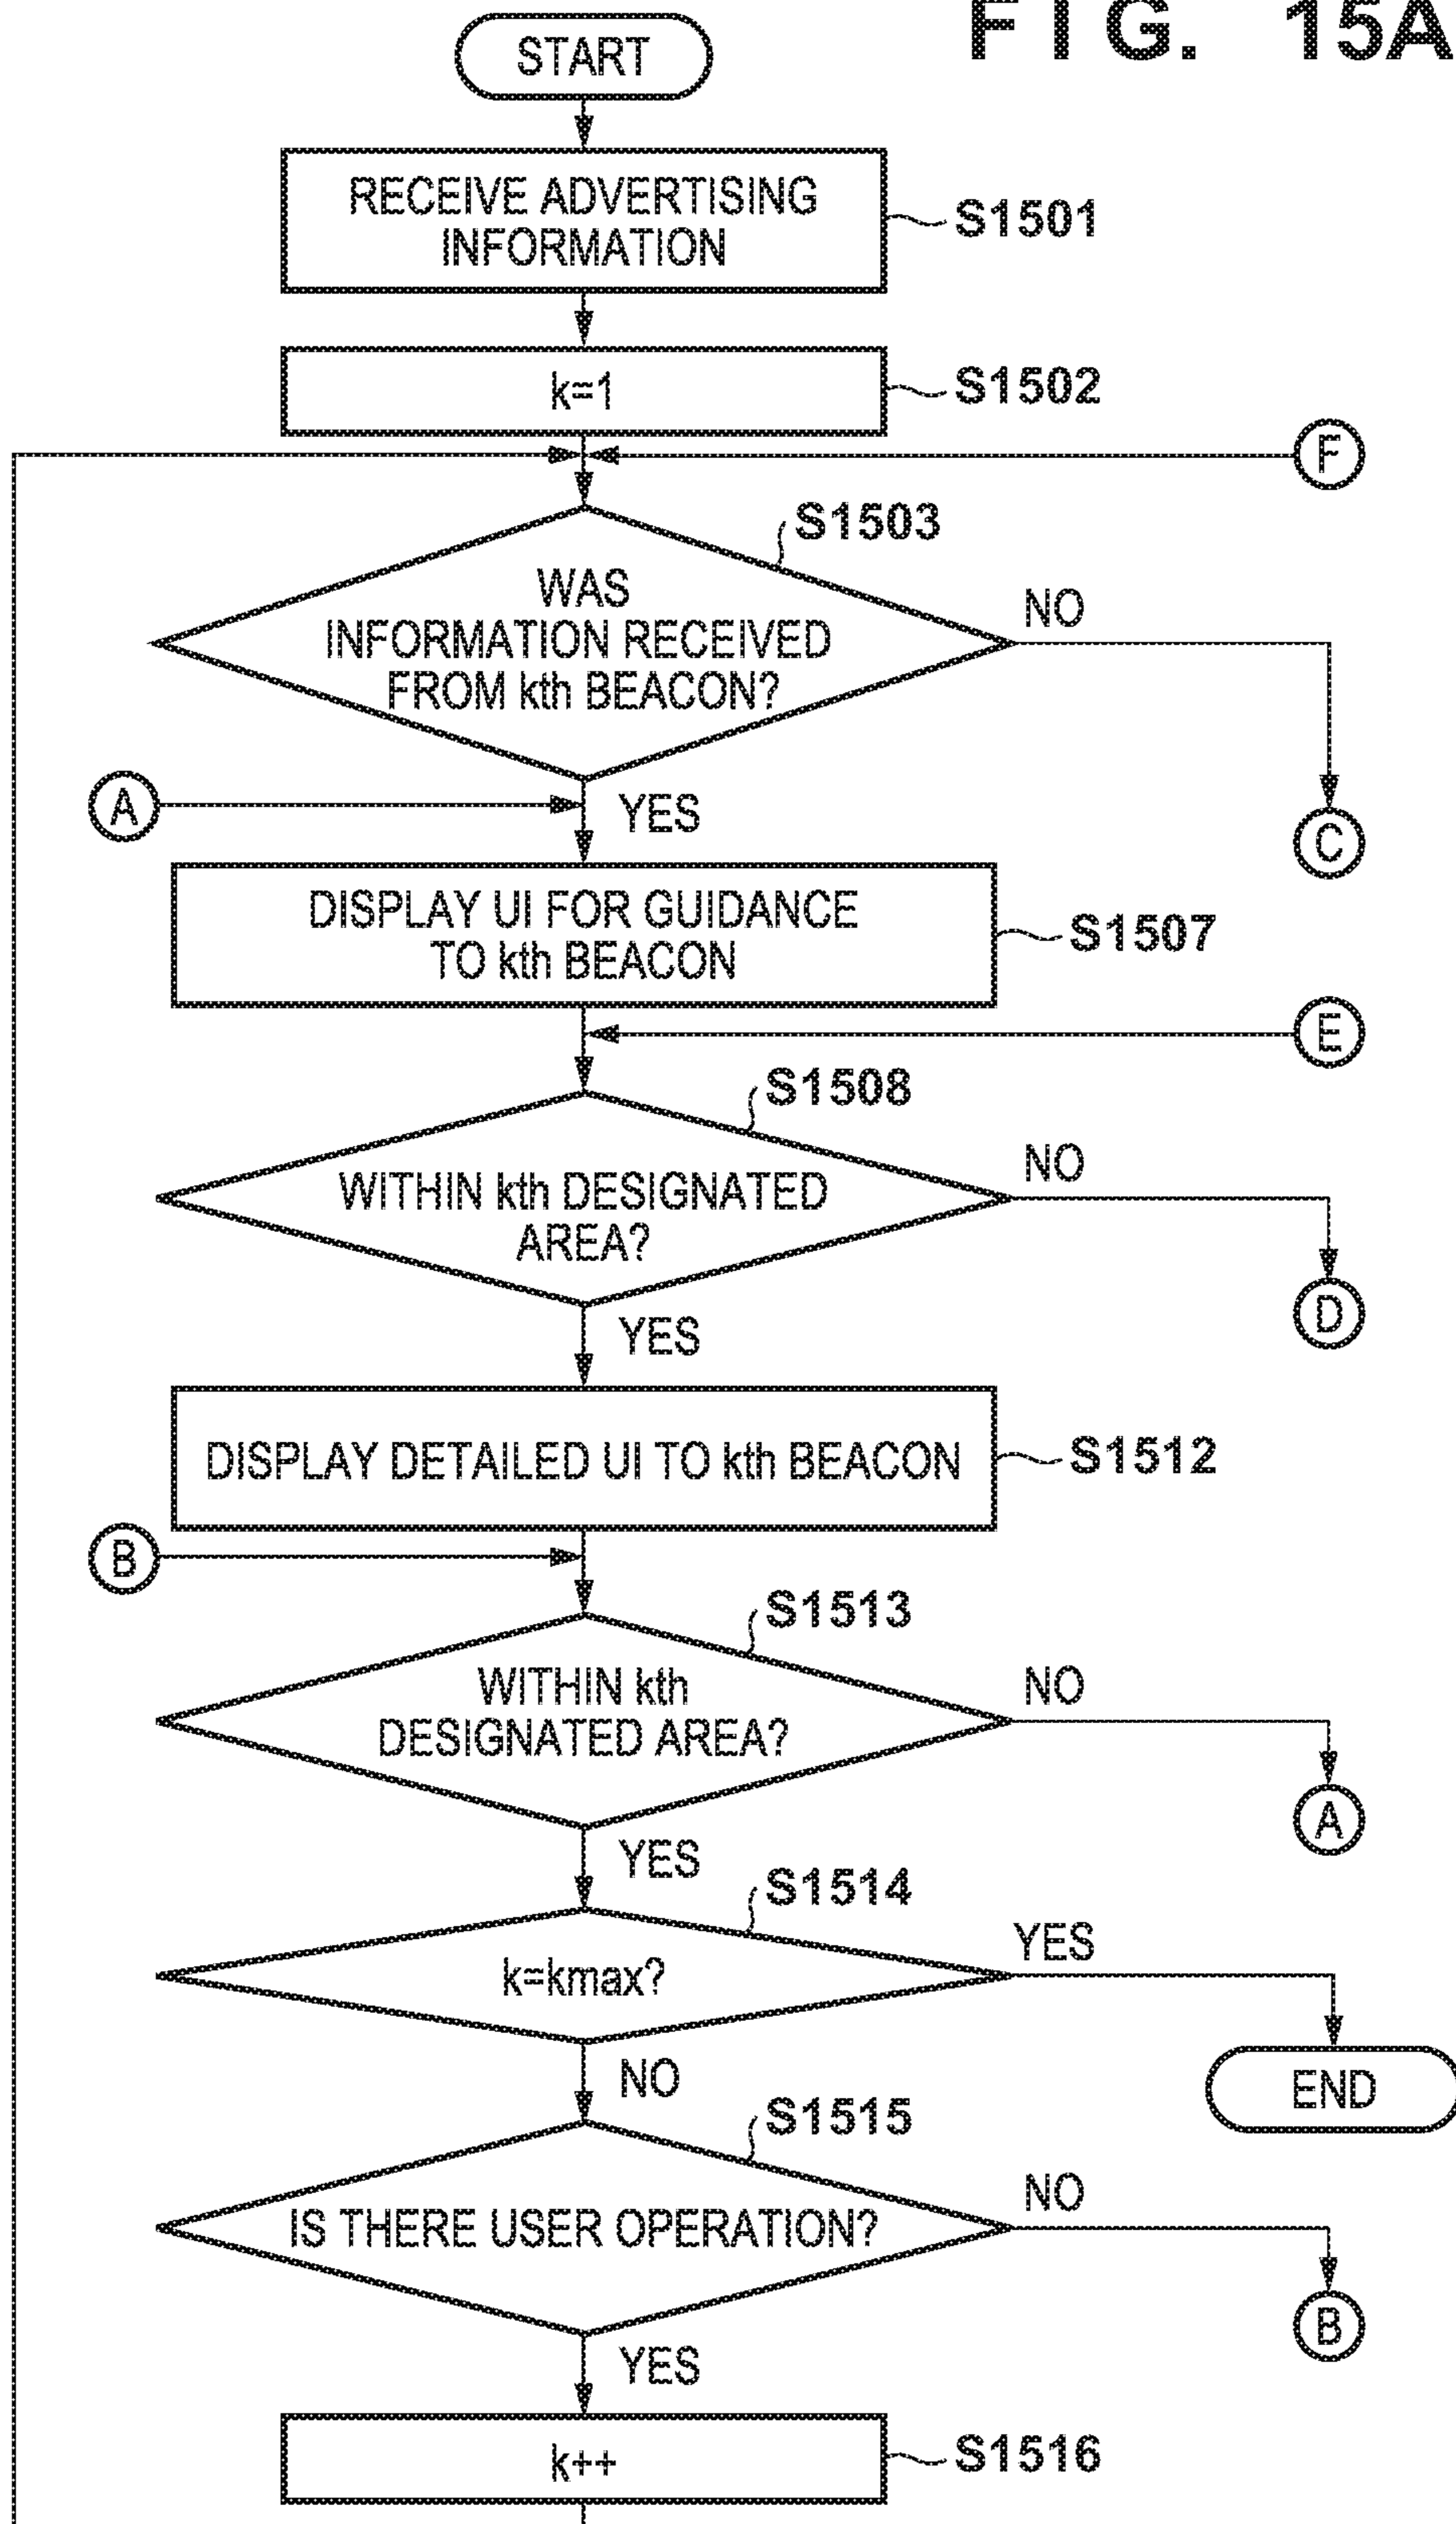 FIG. 15A
START
RECEIVE ADVERTISING
INFORMATION
S1501
k=1
S1502
F
S1503
WAS
INFORMATION RECEIVED
FROM kth BEACON?
NO
A
YES
C
DISPLAY UI FOR GUIDANCE
TO kth BEACON
S1507
E
S1508
WITHIN kth DESIGNATED
AREA?
NO
D
YES
DISPLAY DETAILED UI TO kth BEACON
S1512
B
S1513
WITHIN kth
DESIGNATED AREA?
NO
A
YES
S1514
k=kmax?
YES
END
NO
S1515
IS THERE USER OPERATION?
NO
B
YES
k++
S1516